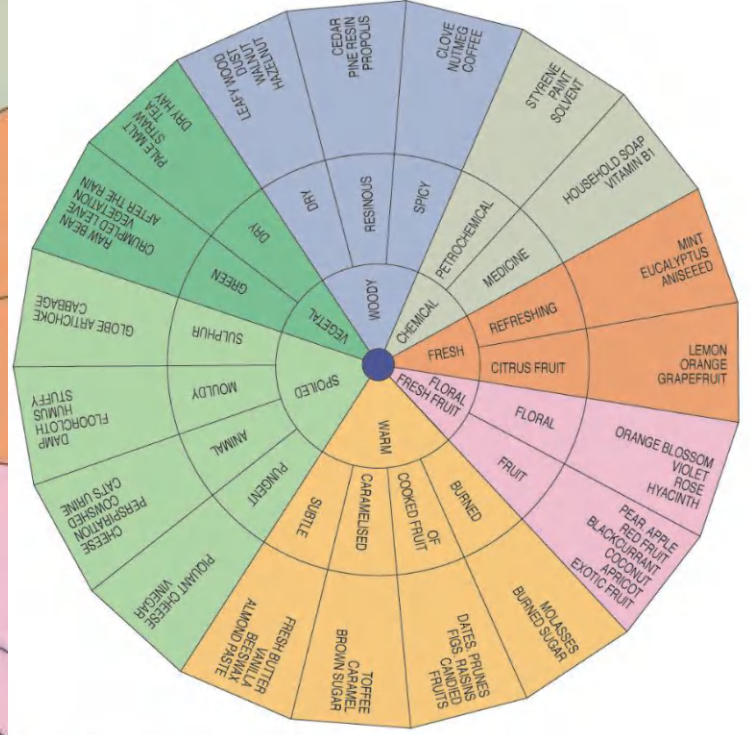 WOODY
DRY
LEAFY WOOD
DUST
WALNUT
HAZELNUT
RESINOUS
CEDAR
PINE RESIN
PROPOLIS
SPICY
CLOVE
NUTMEG
COFFEE
CHEMICAL
PETROCHEMICAL
STYRENE
PAINT
SOLVENT
MEDICINE
HOUSEHOLD SOAP
VITAMIN B1
FRESH
REFRESHING
MINT
EUCALYPTUS
ANISEEED
CITRUS FRUIT
LEMON
ORANGE
GRAPEFRUIT
FLORAL
FRESH FRUIT
FLORAL
ORANGE BLOSSOM
VIOLET
ROSE
HYACINTH
FRUIT
PEAR, APPLE
RED FRUIT
BLACKCURRANT
COCONUT
APRICOT
EXOTIC FRUIT
WARM
BURNED
MOLASSES
BURNED SUGAR
OF
COOKED FRUIT
DATES, PRUNES
FIGS, RAISINS
CANDIED
FRUITS
CARAMELISED
TOFFEE
CARAMEL
BROWN SUGAR
SUBTLE
FRESH BUTTER
VANILLA
BEESWAX
ALMOND PASTE
SPOILED
PUNGENT
PIQUANT CHEESE
VINEGAR
ANIMAL
CHEESE
PERSPIRATION
COWSHED
CAT'S URINE
MOULDY
DAMP
FLOORCLOTH
HUMUS
STUFFY
SULPHUR
GLOBE ARTICHOKE
CABBAGE
VEGETAL
GREEN
RAW BEAN
CRUMPLED LEAVE
VEGETATION
AFTER THE RAIN
DRY
PALE MALT
STRAW
TEA
DRY HAY